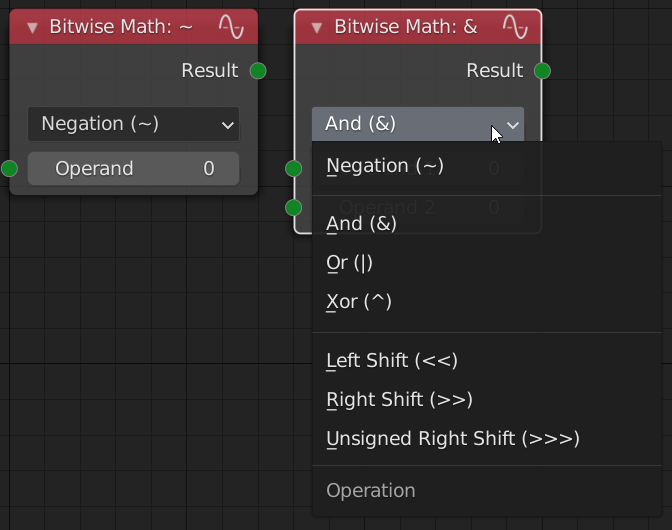 Bitwise Math: ~
Result
Negation (~)
Operand 0
Bitwise Math: &
Result
And (&)
Negation (~)
0
Operand 2 0
And (&)
Or (|)
Xor (^)
Left Shift (<<)
Right Shift (>>)
Unsigned Right Shift (>>>)
Operation